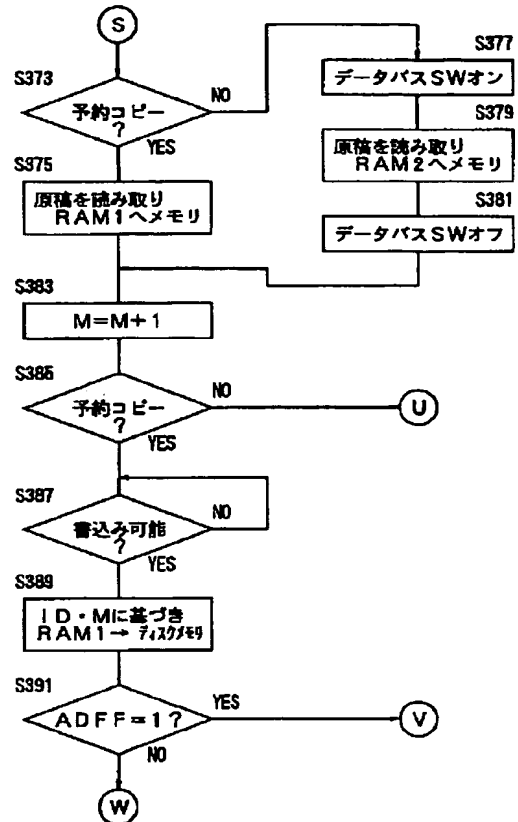 S
S373
予約コピー
?
NO
YES
S377
データバスSWオン
S379
原稿を読み取り
RAM2へメモリ
S381
データバスSWオフ
S375
原稿を読み取り
RAM1へメモリ
S383
M=M+1
S385
予約コピー
?
NO
YES
U
S387
書込み可能
?
NO
YES
S389
ID・Mに基づき
RAM1→ディスクメモリ
S391
ADFF=1?
YES
NO
V
W